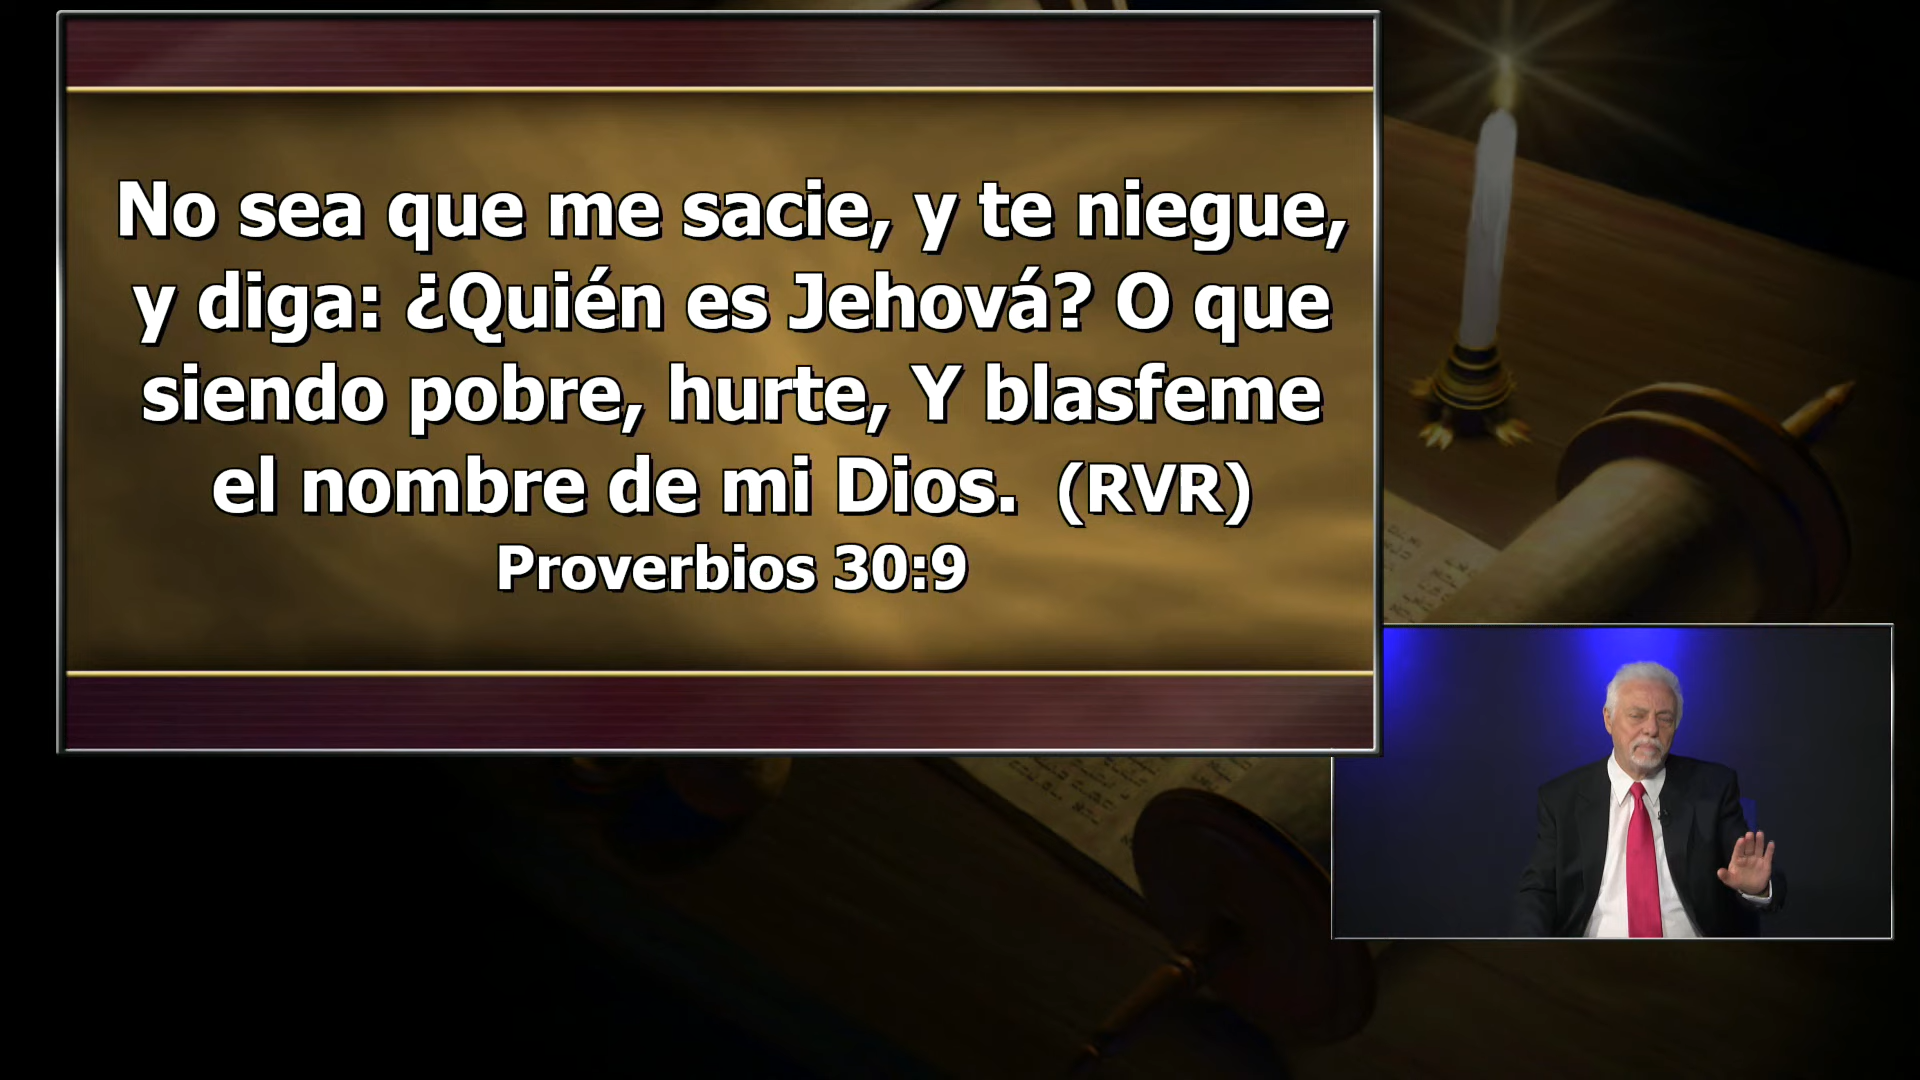 No sea que me sacie, y te niegue,
y diga: ¿Quién es Jehová? O que
siendo pobre, hurte, Y blasfeme
el nombre de mi Dios. (RVR)
Proverbios 30:9